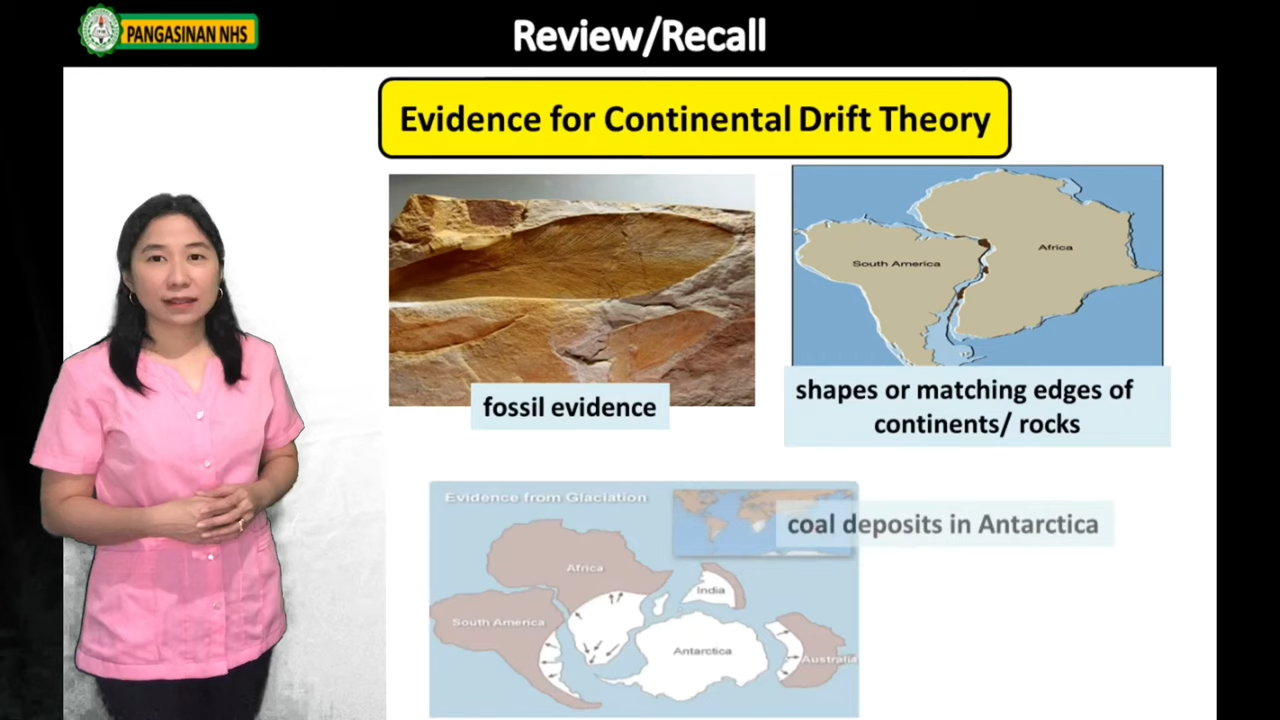 PANGASINAN NHS
Review/Recall
Evidence for Continental Drift Theory
South America
Africa
fossil evidence
shapes or matching edges of
continents/ rocks
Evidence from Glaciation
coal deposits in Antarctica
Africa
India
South America
Antarctica
Australia